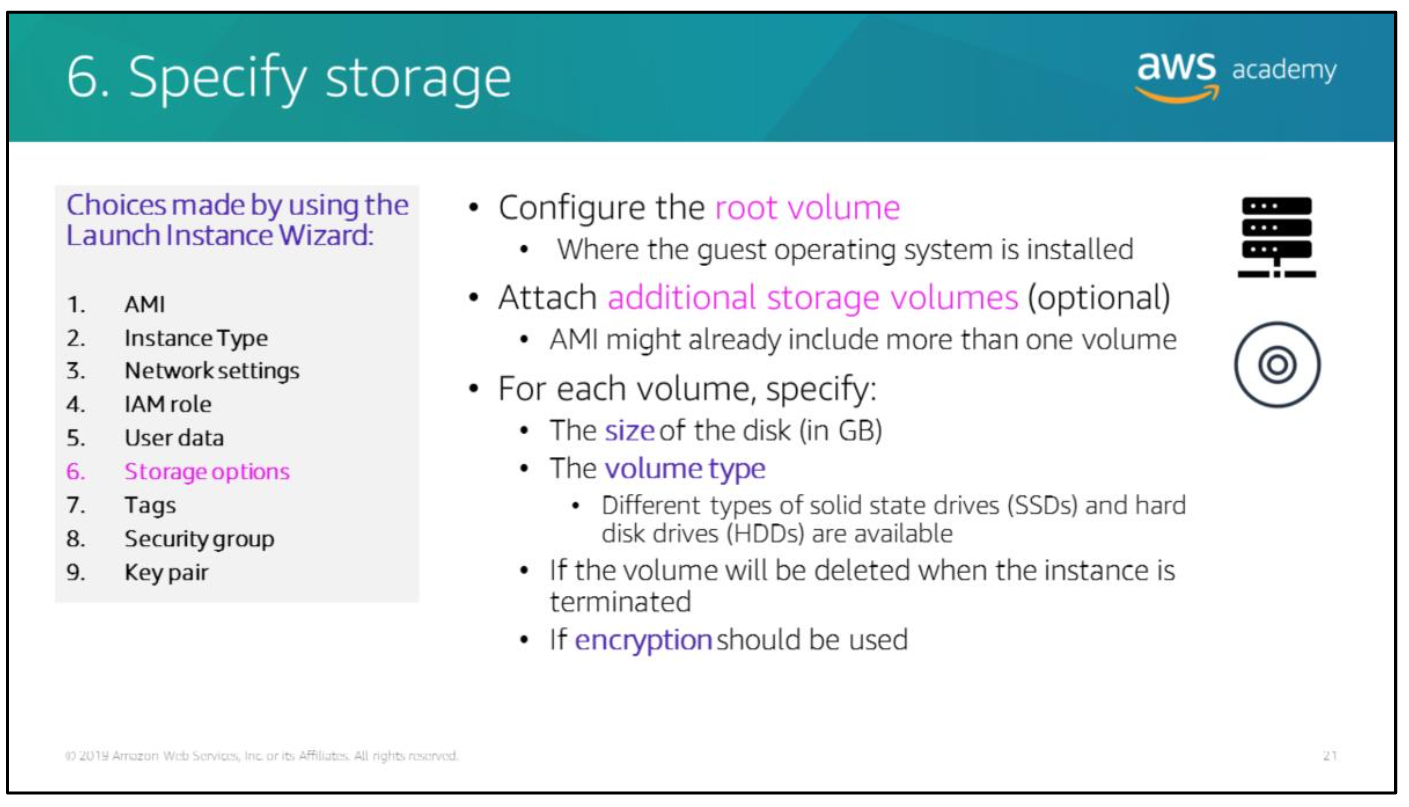 6. Specify storage
aws academy
Choices made by using the
Launch Instance Wizard:
1. AMI
2. Instance Type
3. Network settings
4. IAM role
5. User data
6. Storage options
7. Tags
8. Security group
9. Key pair
• Configure the root volume
• Where the guest operating system is installed
• Attach additional storage volumes (optional)
• AMI might already include more than one volume
• For each volume, specify:
• The size of the disk (in GB)
• The volume type
• Different types of solid state drives (SSDs) and hard
disk drives (HDDs) are available
• If the volume will be deleted when the instance is
terminated
• If encryption should be used
© 2019 Amazon Web Services, Inc. or its Affiliates. All rights reserved.
21